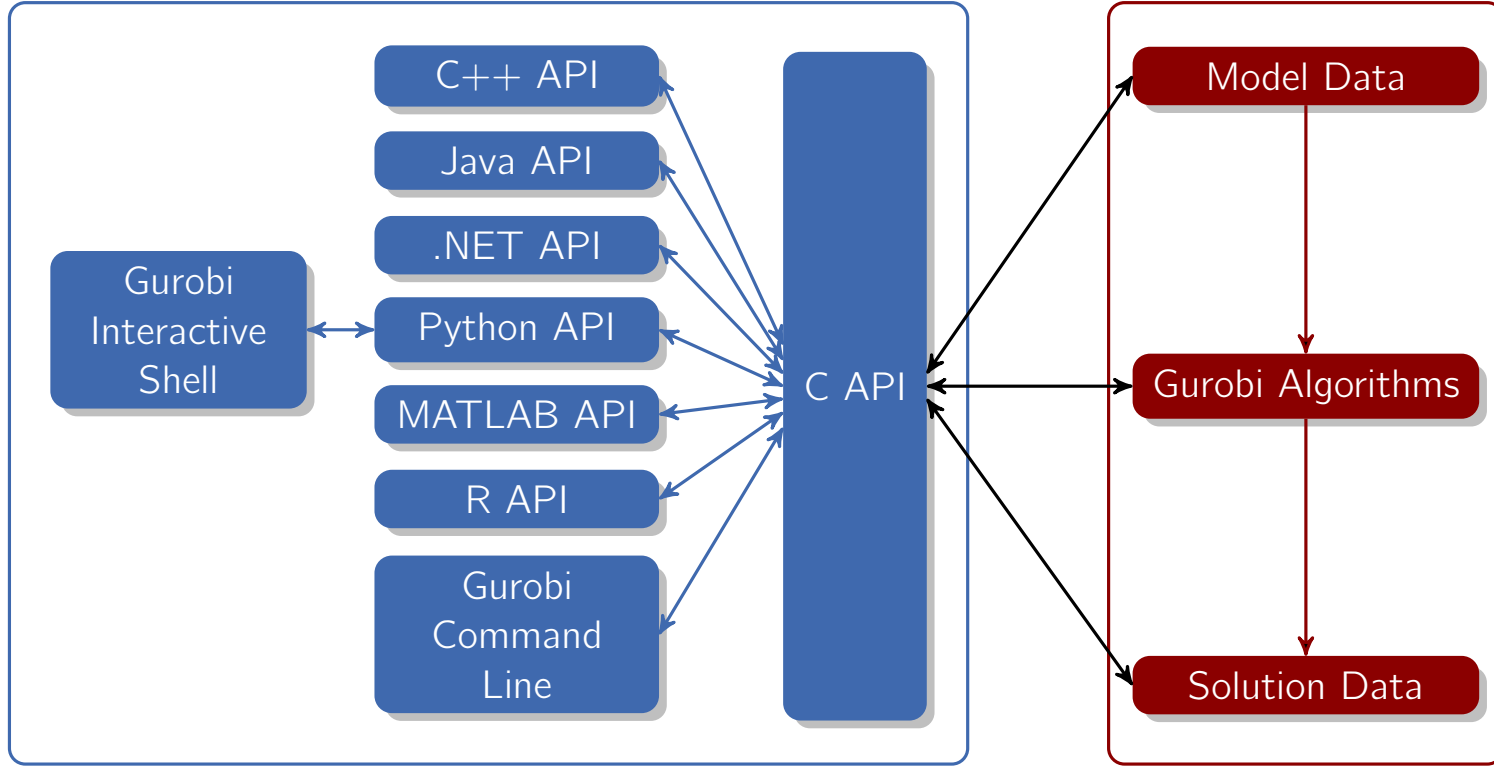 C++ API
Java API
.NET API
Gurobi
Interactive
Shell
Python API
MATLAB API
R API
Gurobi
Command
Line
C API
Model Data
Gurobi Algorithms
Solution Data